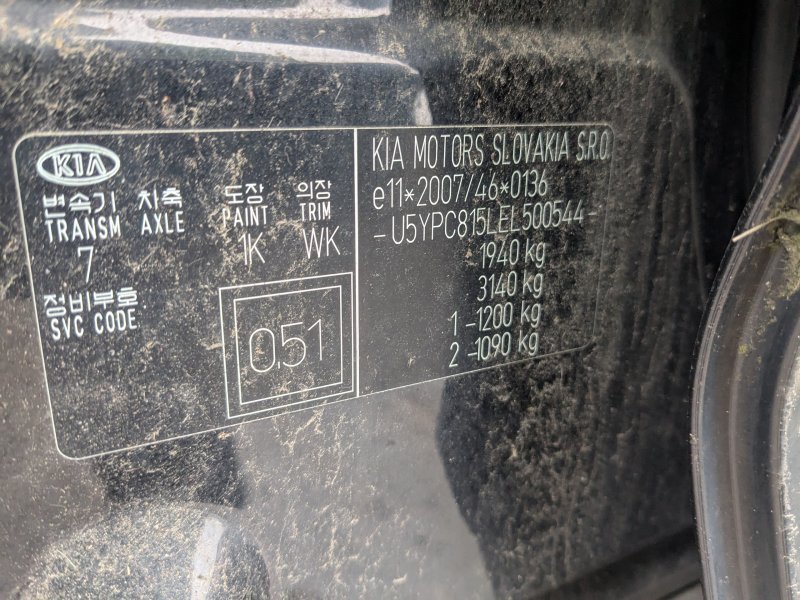 KIA
변속기 차축 도장 의장
TRANSM AXLE PAINT TRIM
7 1K WK
정비부호
SVC CODE
0.51
KIA MOTORS SLOVAKIA S.R.O.
e11*2007/46*0136
-U5YPC815LEL500544-
1940 kg
3140 kg
1 -1200 kg
2 -1090 kg